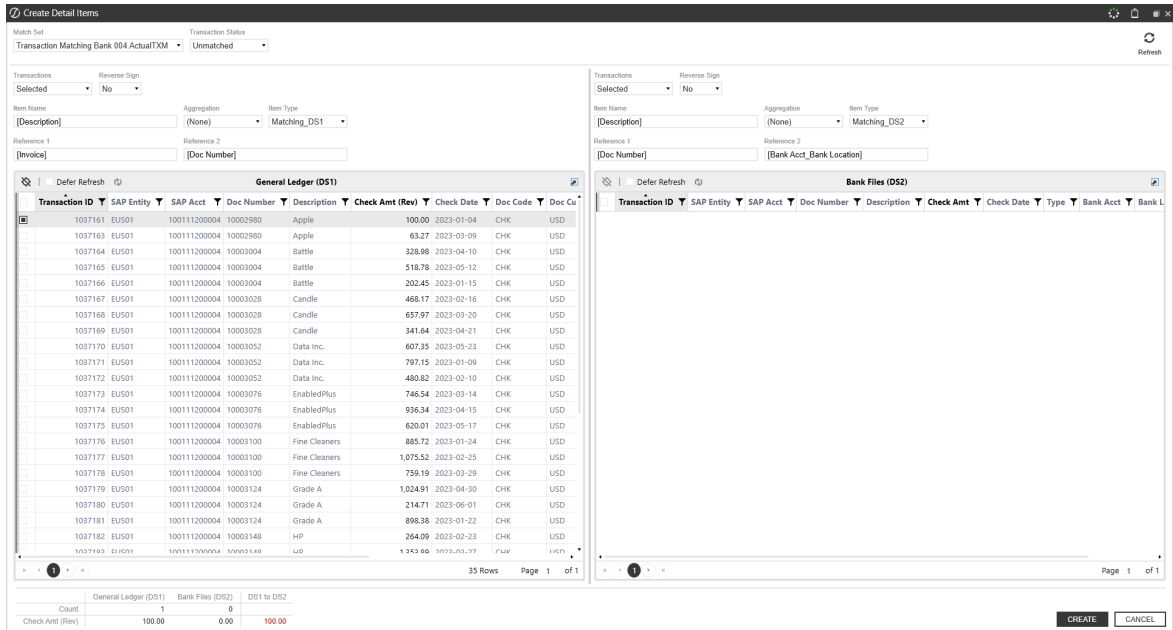 Create Detail Items
Match Set Transaction Status
Transaction Matching Bank 004.ActualTXM Unmatched
Refresh
Transactions Reverse Sign
Selected No
Item Name Aggregation Item Type
[Description] (None) Matching_DS1
Reference 1 Reference 2
[Invoice] [Doc Number]
Transactions Reverse Sign
Selected No
Item Name Aggregation Item Type
[Description] (None) Matching_DS2
Reference 1 Reference 2
[Doc Number] [Bank Acct_Bank Location]
Defer Refresh General Ledger (DS1)
Transaction ID SAP Entity SAP Acct Doc Number Description Check Amt (Rev) Check Date Doc Code Doc Cu
1037161 EUS01 100111200004 10002980 Apple 100.00 2023-01-04 CHK USD
1037163 EUS01 100111200004 10002980 Apple 63.27 2023-03-09 CHK USD
1037164 EUS01 100111200004 10003004 Battle 328.98 2023-04-10 CHK USD
1037165 EUS01 100111200004 10003004 Battle 518.78 2023-05-12 CHK USD
1037166 EUS01 100111200004 10003004 Battle 202.45 2023-01-15 CHK USD
1037167 EUS01 100111200004 10003028 Candle 468.17 2023-02-16 CHK USD
1037168 EUS01 100111200004 10003028 Candle 657.97 2023-03-20 CHK USD
1037169 EUS01 100111200004 10003028 Candle 341.64 2023-04-21 CHK USD
1037170 EUS01 100111200004 10003052 Data Inc. 607.35 2023-05-23 CHK USD
1037171 EUS01 100111200004 10003052 Data Inc. 797.15 2023-01-09 CHK USD
1037172 EUS01 100111200004 10003052 Data Inc. 480.82 2023-02-10 CHK USD
1037173 EUS01 100111200004 10003076 EnabledPlus 746.54 2023-03-14 CHK USD
1037174 EUS01 100111200004 10003076 EnabledPlus 936.34 2023-04-15 CHK USD
1037175 EUS01 100111200004 10003076 EnabledPlus 620.01 2023-05-17 CHK USD
1037176 EUS01 100111200004 10003100 Fine Cleaners 885.72 2023-01-24 CHK USD
1037177 EUS01 100111200004 10003100 Fine Cleaners 1,075.52 2023-02-25 CHK USD
1037178 EUS01 100111200004 10003100 Fine Cleaners 759.19 2023-03-29 CHK USD
1037179 EUS01 100111200004 10003124 Grade A 1,024.91 2023-04-30 CHK USD
1037180 EUS01 100111200004 10003124 Grade A 214.71 2023-06-01 CHK USD
1037181 EUS01 100111200004 10003124 Grade A 898.38 2023-01-22 CHK USD
1037182 EUS01 100111200004 10003148 HP 264.09 2023-02-23 CHK USD
1037183 EUS01 100111200004 10003148 HP 1,353.99 2023-03-27 CHK USD
1 35 Rows Page 1 of 1
Defer Refresh Bank Files (DS2)
Transaction ID SAP Entity SAP Acct Doc Number Description Check Amt Check Date Type Bank Acct Bank L
1 Page 1 of 1
General Ledger (DS1) Bank Files (DS2) DS1 to DS2
Count 1 0
Check Amt (Rev) 100.00 0.00 100.00
CREATE CANCEL